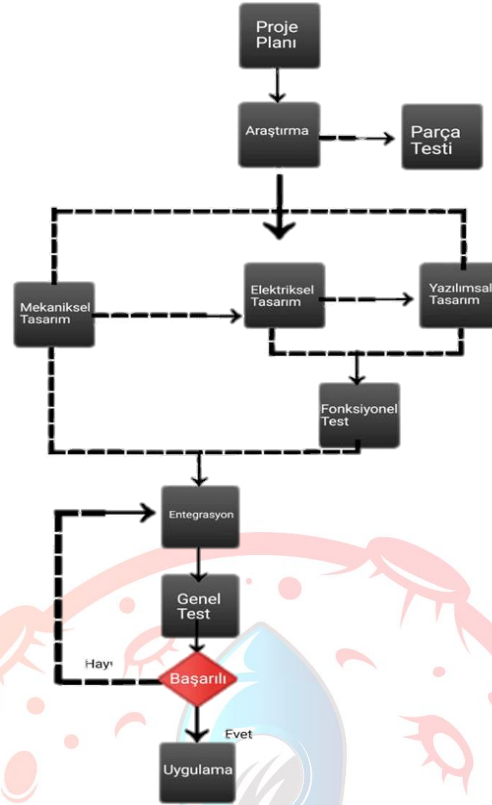 Proje
Planı
Araştırma
Parça
Testi
Mekaniksel
Tasarım
Elektriksel
Tasarım
Yazılımsal
Tasarım
Fonksiyonel
Test
Entegrasyon
Genel
Test
Başarılı
Evet
Uygulama